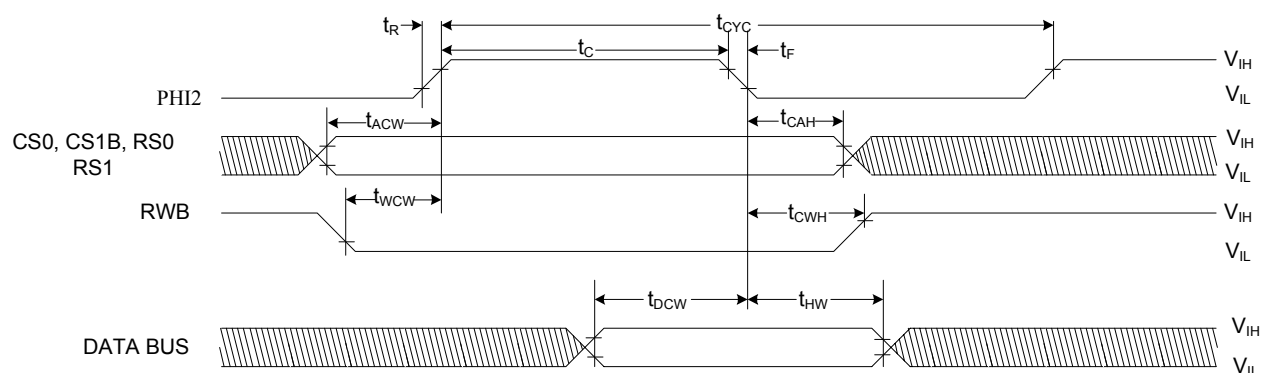 tR
tCYC
tC
tF
VIH
PHI2
VIL
tACW
tCAH
CS0, CS1B, RS0
RS1
VIH
VIL
tWCW
RWB
tCWH
VIH
VIL
tDCW
tHW
DATA BUS
VIH
VIL